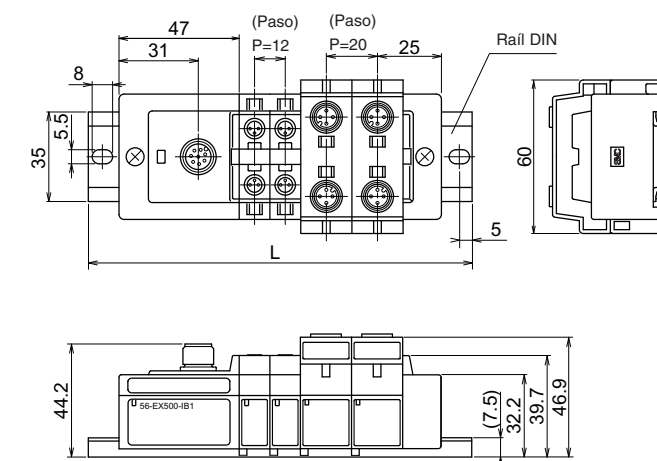 47
(Paso)
P=12
(Paso)
P=20
25
Raíl DIN
31
8
35
5.5
60
SMC
5
L
44.2
56-EX500-IB1
(7.5)
32.2
39.7
46.9